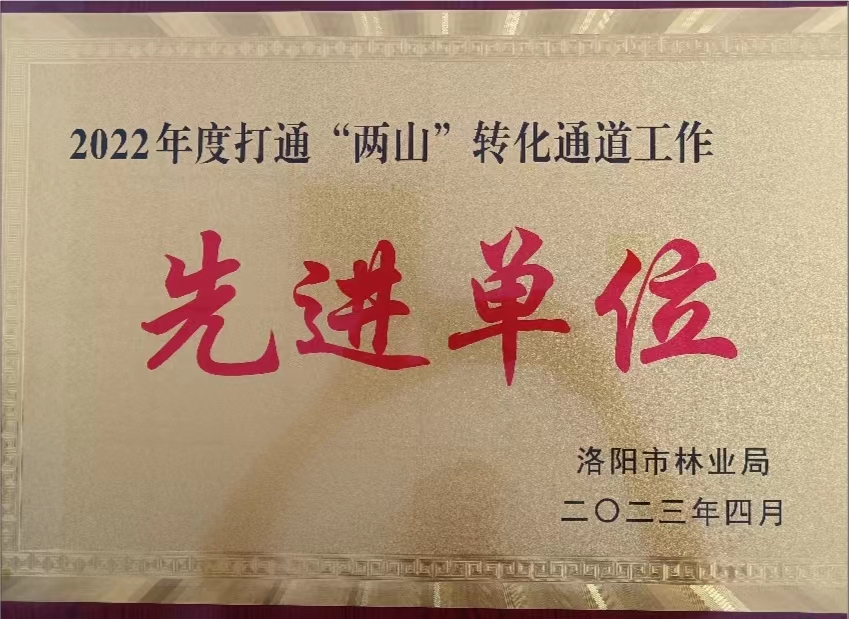 2022年度打通“两山”转化通道工作
先进单位
洛阳市林业局
二〇二三年四月